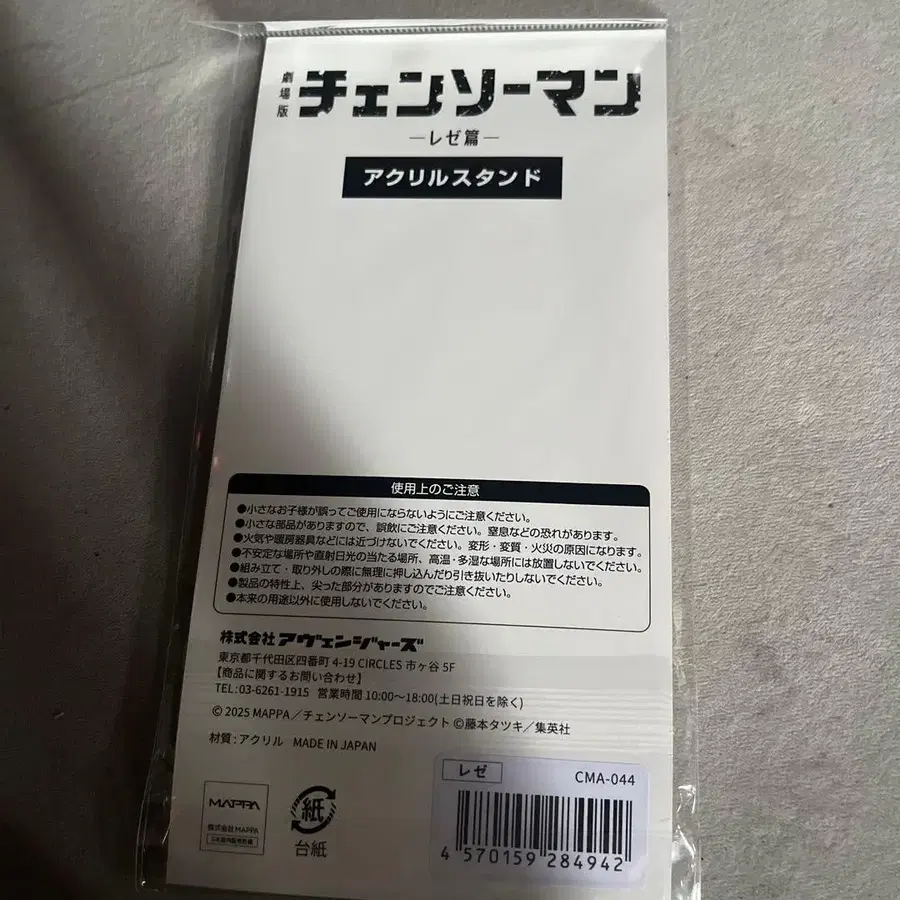 劇場版
チェンソーマン
―レゼ篇―
アクリルスタンド
使用上のご注意
●小さなお子様が誤ってご使用にならないようにご注意ください。
●小さな部品がありますので、誤飲にご注意ください。窒息などの恐れがあります。
●火気や暖房器具などには近づけないでください。変形・変質・火災の原因になります。
●不安定な場所や直射日光の当たる場所、高温・多湿な場所には放置しないでください。
●組み立て・取り外しの際に無理に押し込んだり引き抜いたりしないでください。
●製品の特性上、尖った部分がありますのでご注意ください。
●本来の用途以外に使用しないでください。
株式会社アヴェンジャーズ
東京都千代田区四番町 4-19 CIRCLES 市ヶ谷 5F
【商品に関するお問い合わせ】
TEL:03-6261-1915 営業時間 10:00〜18:00(土日祝日を除く)
© 2025 MAPPA／チェンソーマンプロジェクト ©藤本タツキ／集英社
材質:アクリル MADE IN JAPAN
レゼ CMA-044
MAPPA
株式会社MAPPA
紙
台紙
4 570159 284942